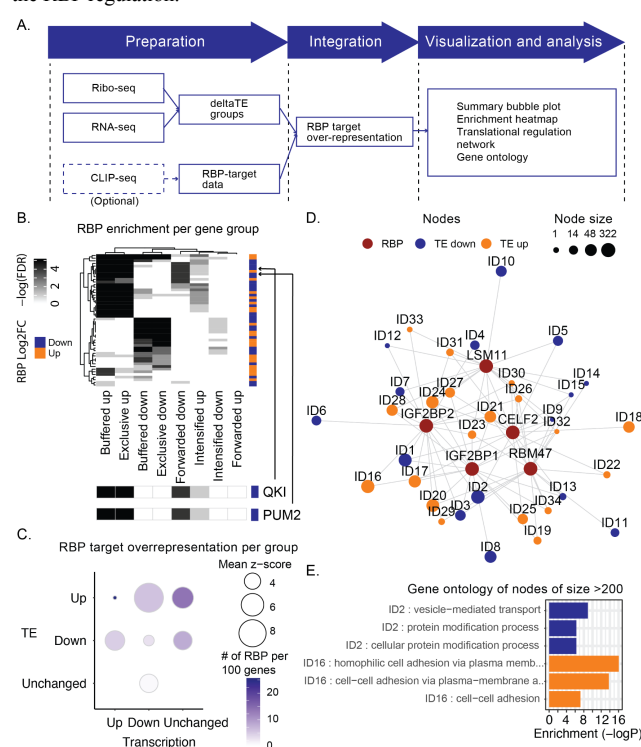 the RBP regulation.
A.
Preparation
Integration
Visualization and analysis
Ribo-seq
RNA-seq
CLIP-seq
(Optional)
deltaTE
groups
RBP-target
data
RBP target
over-representation
Summary bubble plot
Enrichment heatmap
Translational regulation
network
Gene ontology
B.
RBP enrichment per gene group
−log(FDR)
0 2 4
RBP Log2FC
Down
Up
Buffered up
Exclusive up
Buffered down
Exclusive down
Forwarded down
Intensified up
Intensified down
Forwarded up
QKI
PUM2
C.
RBP target overrepresentation per group
TE
Up
Down
Unchanged
Up Down Unchanged
Transcription
Mean z−score
4
6
8
# of RBP per
100 genes
20
10
0
D.
Nodes
RBP TE down TE up
Node size
1 14 48 322
ID10
ID33
ID12
ID4
ID5
ID31
LSM11
ID30
ID14
ID7
ID27
ID26
ID15
ID24
ID28
ID21
ID9
ID6
IGF2BP2
CELF2
ID32
ID18
ID23
ID1
IGF2BP1
RBM47
ID17
ID16
ID22
ID2
ID13
ID20
ID3
ID34
ID29
ID25
ID19
ID11
ID8
E.
Gene ontology of nodes of size >200
ID2 : vesicle−mediated transport
ID2 : protein modification process
ID2 : cellular protein modification process
ID16 : homophilic cell adhesion via plasma memb...
ID16 : cell−cell adhesion via plasma−membrane a..
ID16 : cell−cell adhesion
0 4 8 12 16
Enrichment (−logP)